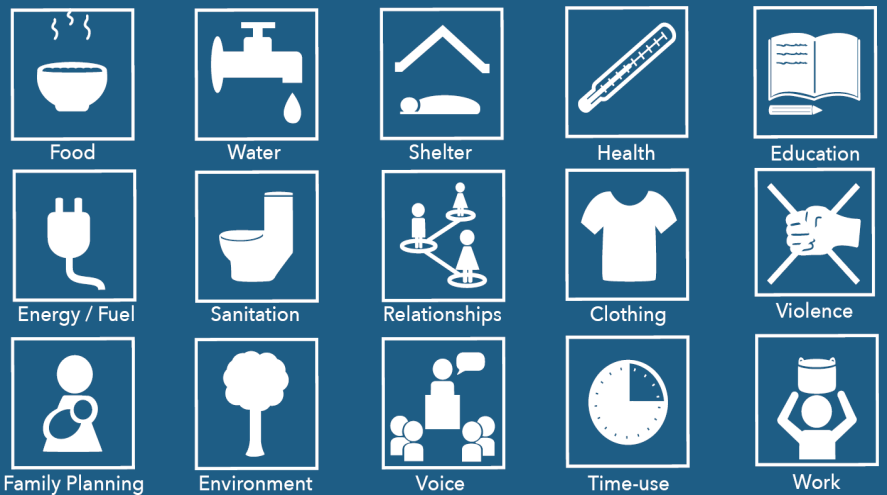 Food
Water
Shelter
Health
Education
Energy / Fuel
Sanitation
Relationships
Clothing
Violence
Family Planning
Environment
Voice
Time-use
Work